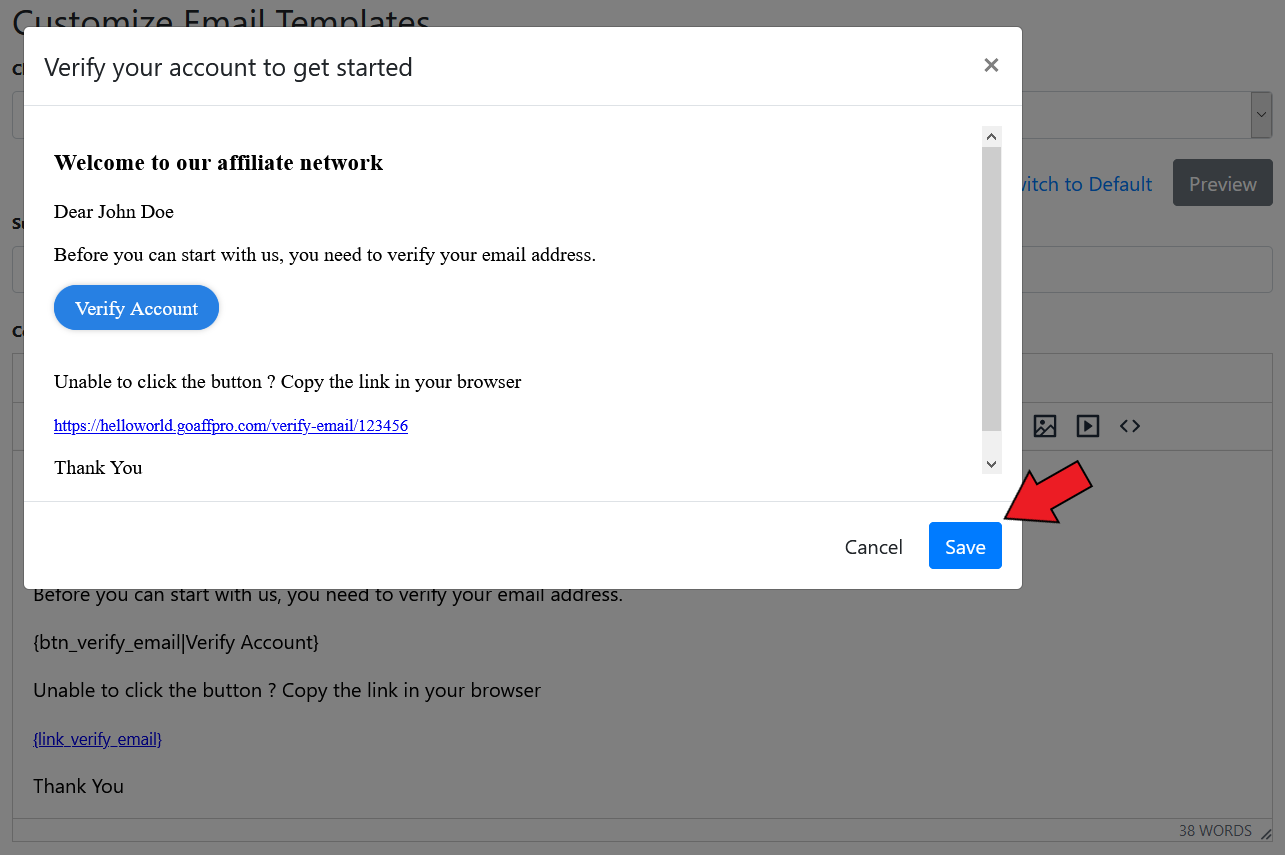 Customize Email Templates
Verify your account to get started
×
Welcome to our affiliate network
Dear John Doe
Before you can start with us, you need to verify your email address.
Verify Account
Unable to click the button ? Copy the link in your browser
https://helloworld.goaffpro.com/verify-email/123456
Thank You
Cancel
Save
witch to Default
Preview
Before you can start with us, you need to verify your email address.
{btn_verify_email|Verify Account}
Unable to click the button ? Copy the link in your browser
{link_verify_email}
Thank You
38 WORDS